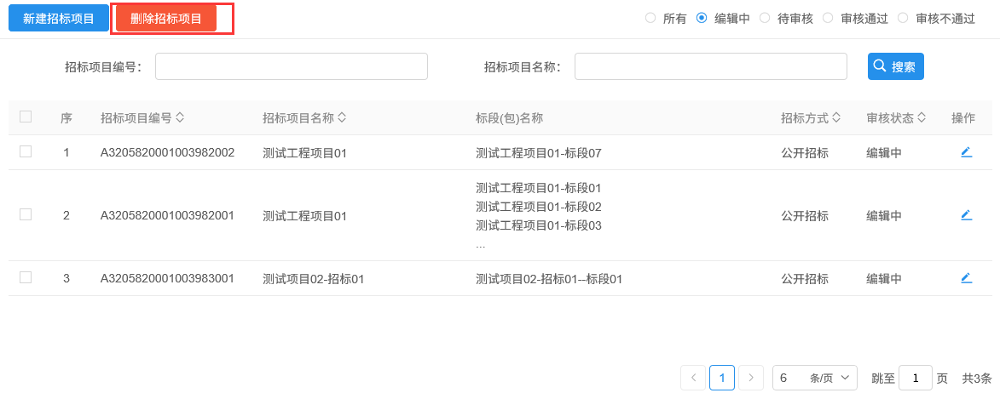 新建招标项目 删除招标项目 所有 编辑中 待审核 审核通过 审核不通过
招标项目编号： 招标项目名称： 搜索
序 招标项目编号 招标项目名称 标段(包)名称 招标方式 审核状态 操作
1 A3205820001003982002 测试工程项目01 测试工程项目01-标段07 公开招标 编辑中
测试工程项目01-标段01
测试工程项目01-标段02
2 A3205820001003982001 测试工程项目01 公开招标 编辑中
测试工程项目01-标段03
...
3 A3205820001003983001 测试项目02-招标01 测试项目02-招标01--标段01 公开招标 编辑中
1 6 条/页 跳至 1 页 共3条